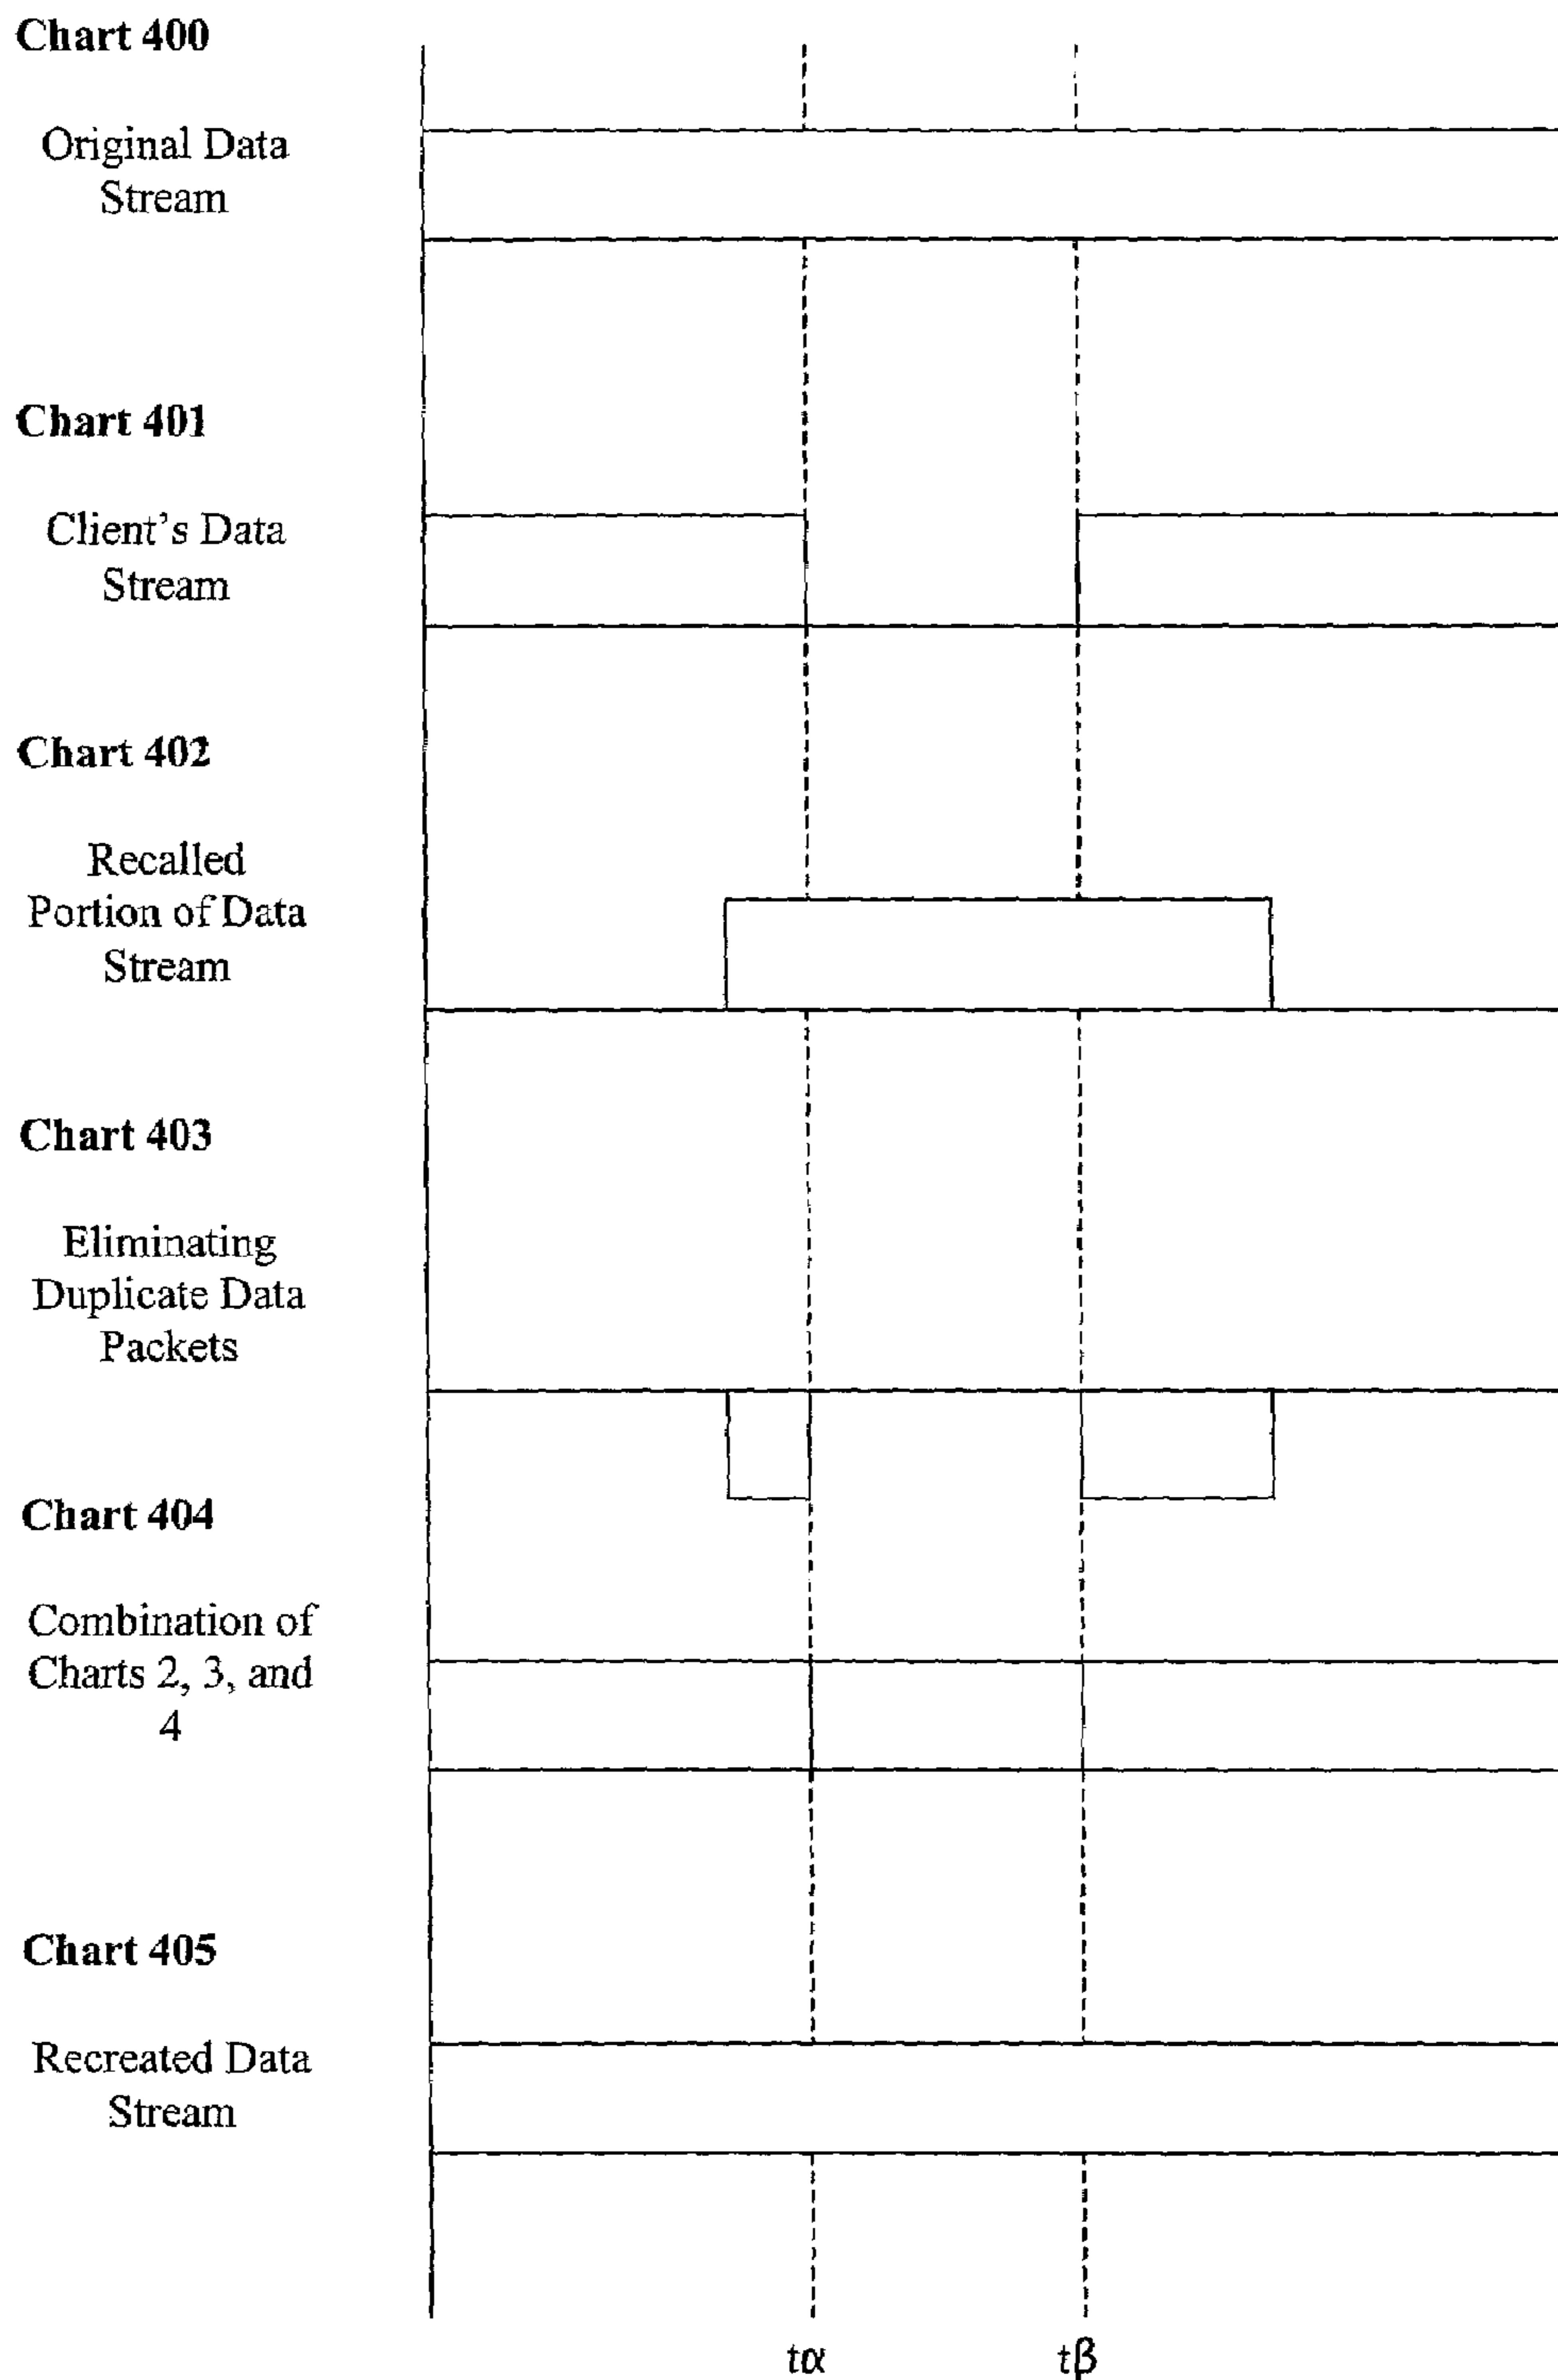 Chart 400
Original Data
Stream
Chart 401
Client's Data
Stream
Chart 402
Recalled
Portion of Data
Stream
Chart 403
Eliminating
Duplicate Data
Packets
Chart 404
Combination of
Charts 2, 3, and
4
Chart 405
Recreated Data
Stream
tα
tβ